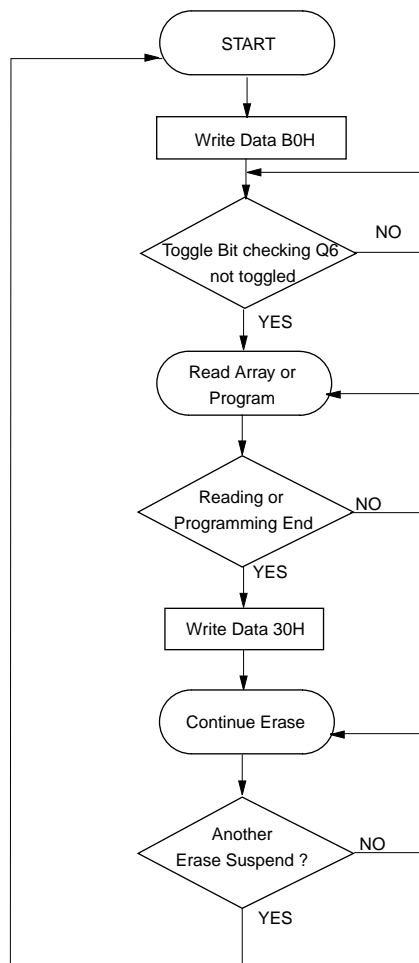 START
Write Data B0H
Toggle Bit checking Q6
not toggled
NO
YES
Read Array or
Program
Reading or
Programming End
NO
YES
Write Data 30H
Continue Erase
Another
Erase Suspend ?
NO
YES